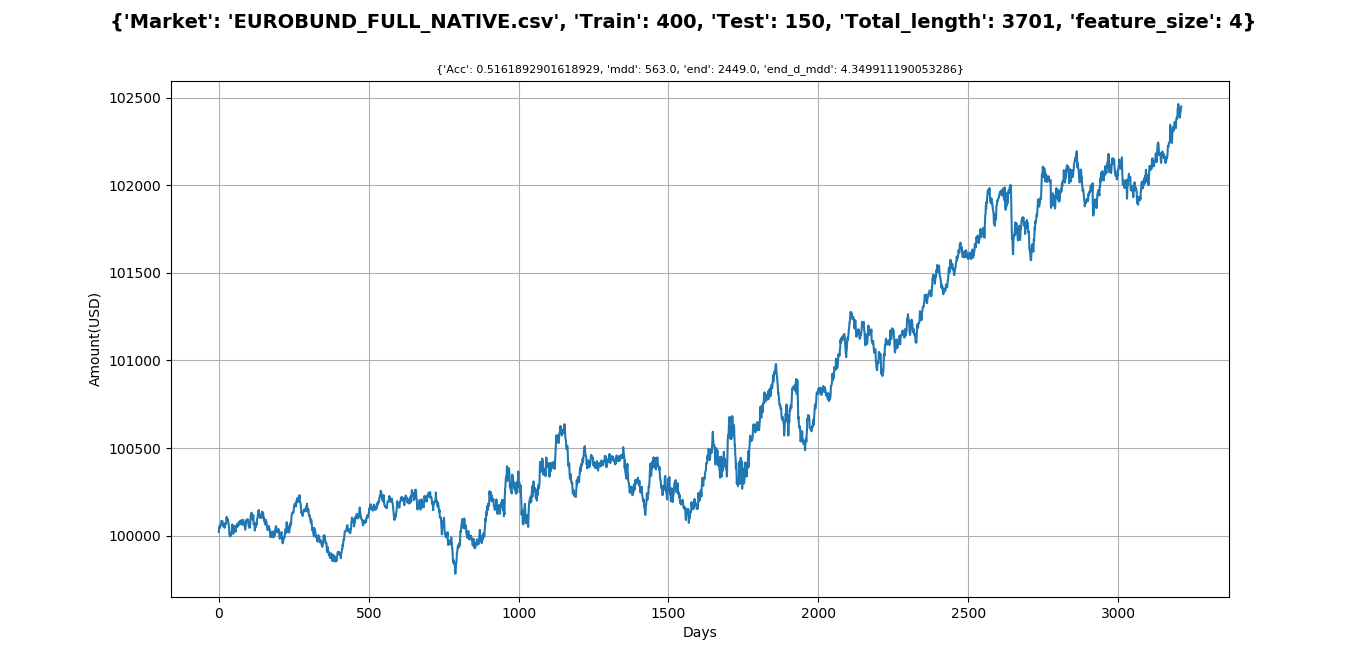 {'Market': 'EUROBUND_FULL_NATIVE.csv', 'Train': 400, 'Test': 150, 'Total_length': 3701, 'feature_size': 4}
{'Acc': 0.5161892901618929, 'mdd': 563.0, 'end': 2449.0, 'end_d_mdd': 4.349911190053286}
102500
102000
101500
101000
100500
100000
Amount(USD)
0 500 1000 1500 2000 2500 3000
Days